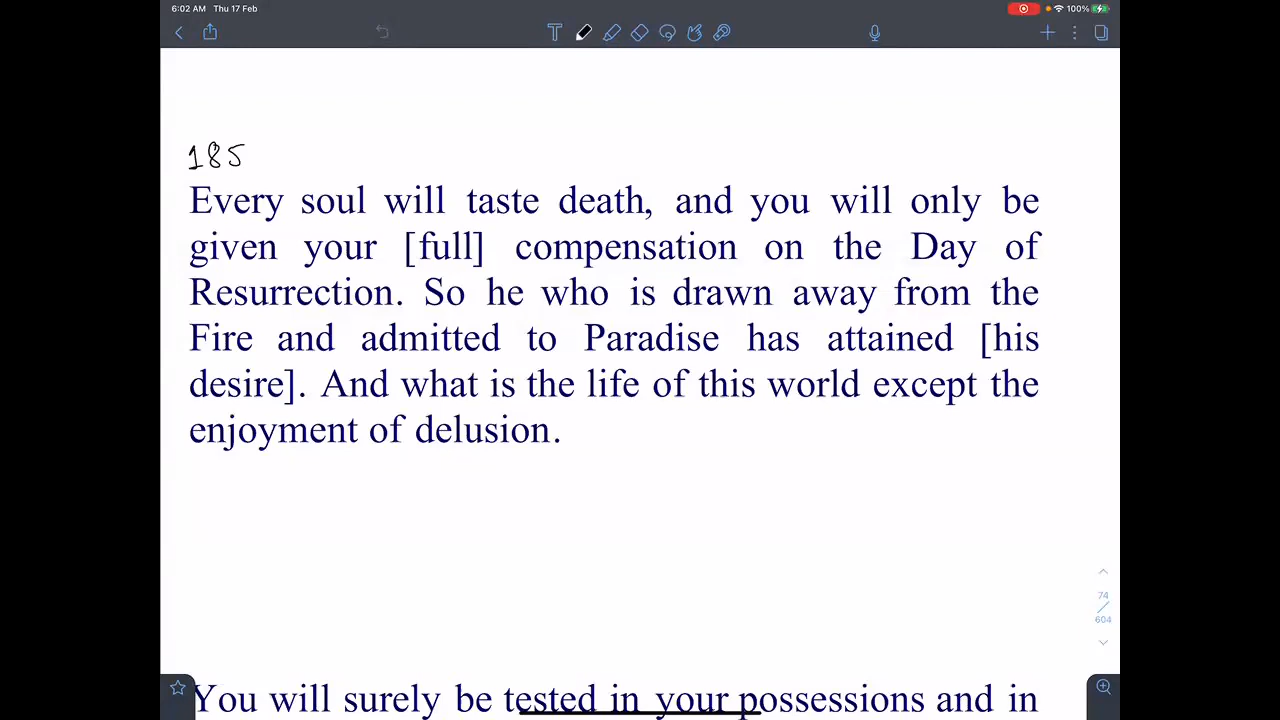 6:02 AM Thu 17 Feb
100%
185
Every soul will taste death, and you will only be
given your [full] compensation on the Day of
Resurrection. So he who is drawn away from the
Fire and admitted to Paradise has attained [his
desire]. And what is the life of this world except the
enjoyment of delusion.
74
604
You will surely be tested in your possessions and in